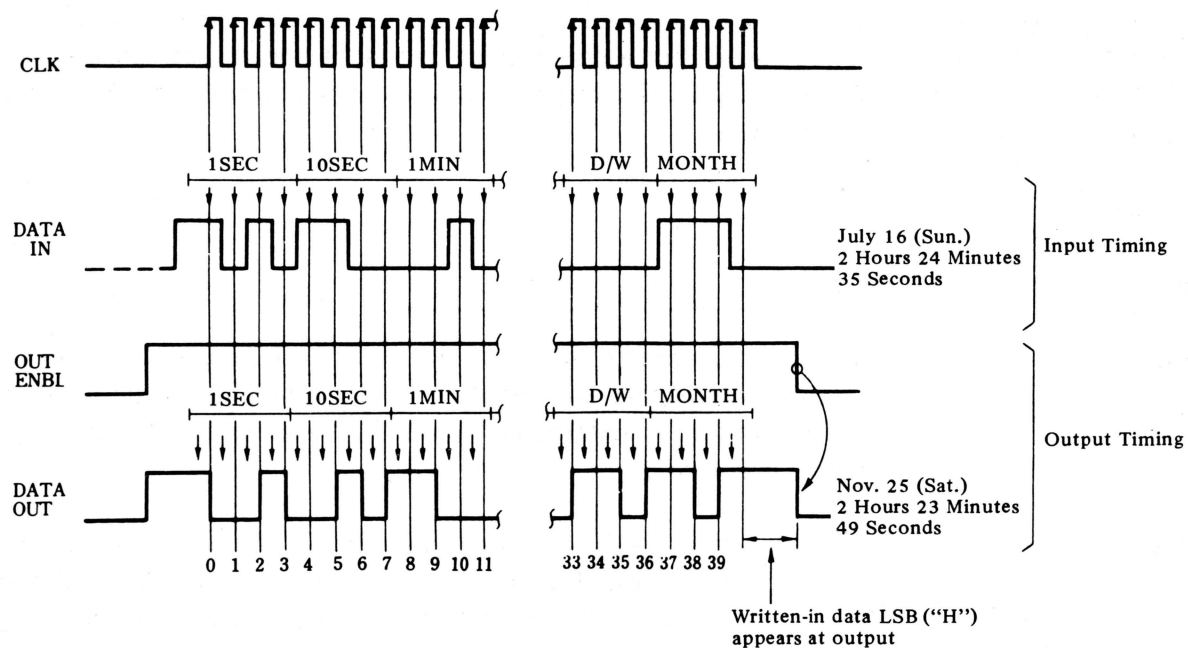 CLK
1SEC 10SEC 1MIN D/W MONTH
DATA
IN
July 16 (Sun.)
2 Hours 24 Minutes
35 Seconds
Input Timing
OUT
ENBL
1SEC 10SEC 1MIN D/W MONTH
DATA
OUT
Nov. 25 (Sat.)
2 Hours 23 Minutes
49 Seconds
Output Timing
0 1 2 3 4 5 6 7 8 9 10 11 33 34 35 36 37 38 39
Written-in data LSB (“H”)
appears at output